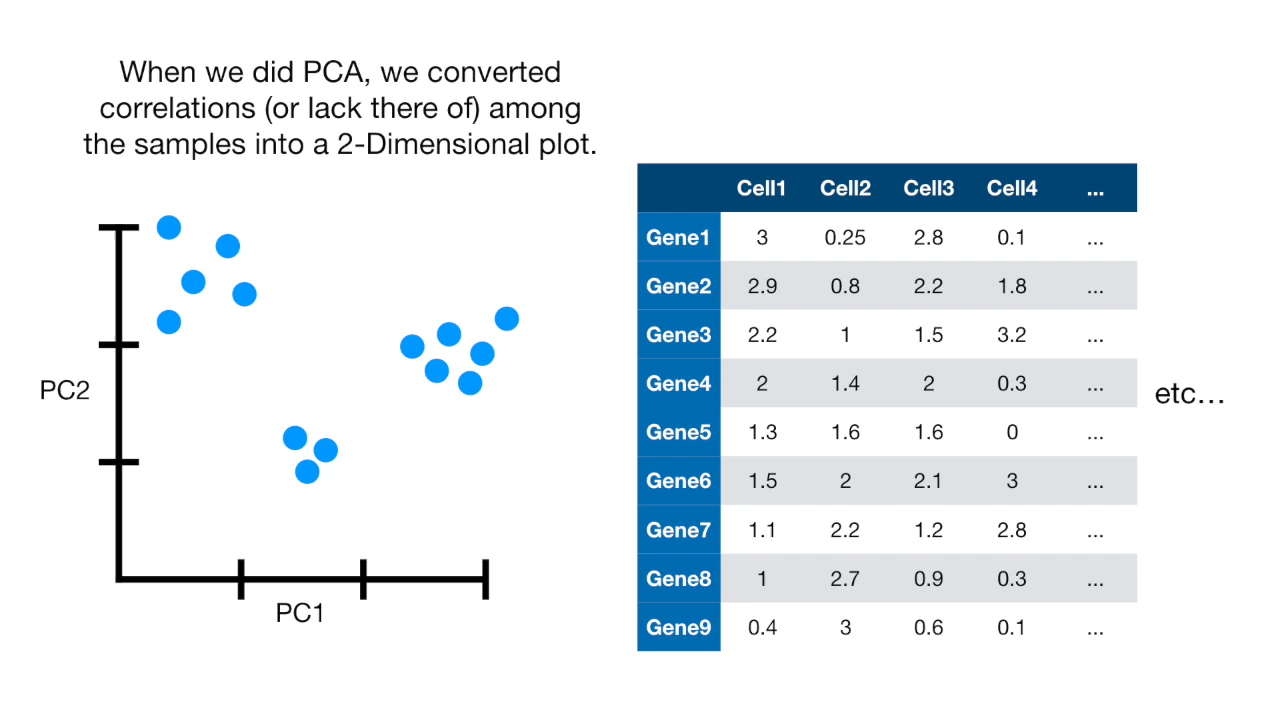 When we did PCA, we converted
correlations (or lack there of) among
the samples into a 2-Dimensional plot.
PC2
PC1
Cell1 Cell2 Cell3 Cell4 ...
Gene1 3 0.25 2.8 0.1 ...
Gene2 2.9 0.8 2.2 1.8 ...
Gene3 2.2 1 1.5 3.2 ...
Gene4 2 1.4 2 0.3 ...
Gene5 1.3 1.6 1.6 0 ...
Gene6 1.5 2 2.1 3 ...
Gene7 1.1 2.2 1.2 2.8 ...
Gene8 1 2.7 0.9 0.3 ...
Gene9 0.4 3 0.6 0.1 ...
etc…